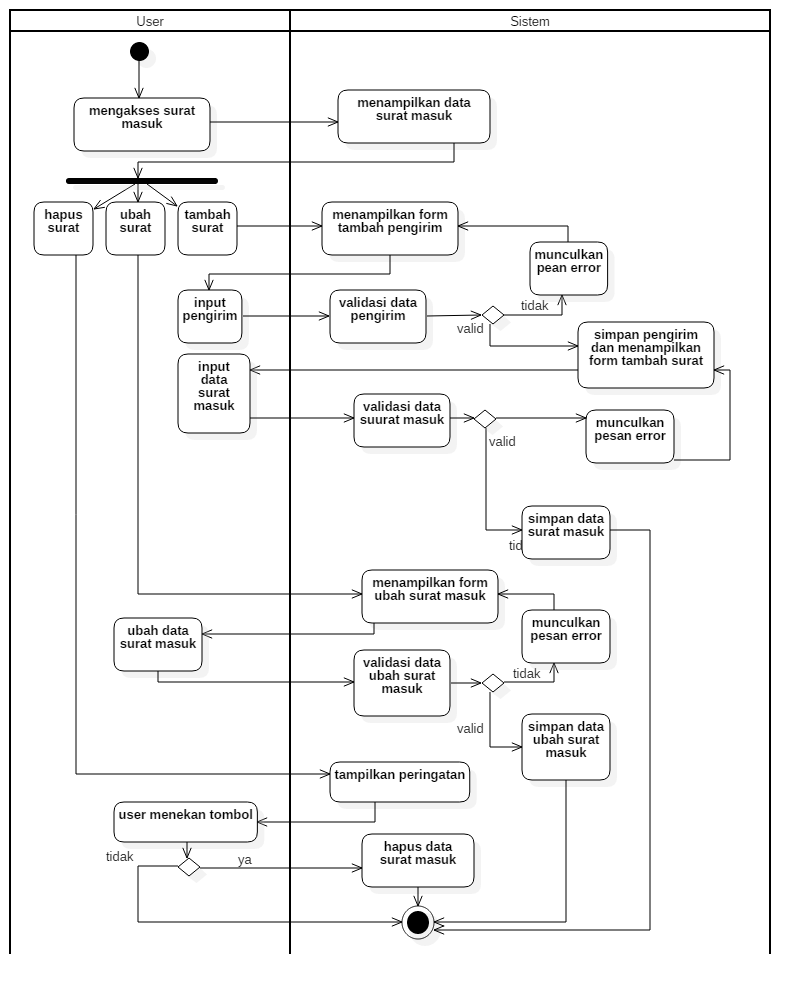 User
Sistem
mengakses surat
masuk
menampilkan data
surat masuk
hapus
surat
ubah
surat
tambah
surat
menampilkan form
tambah pengirim
munculkan
pean error
input
pengirim
validasi data
pengirim
tidak
valid
simpan pengirim
dan menampilkan
form tambah surat
input
data
surat
masuk
validasi data
suurat masuk
munculkan
pesan error
valid
simpan data
surat masuk
tid
menampilkan form
ubah surat masuk
ubah data
surat masuk
munculkan
pesan error
validasi data
ubah surat
masuk
tidak
valid
simpan data
ubah surat
masuk
tampilkan peringatan
user menekan tombol
tidak
ya
hapus data
surat masuk